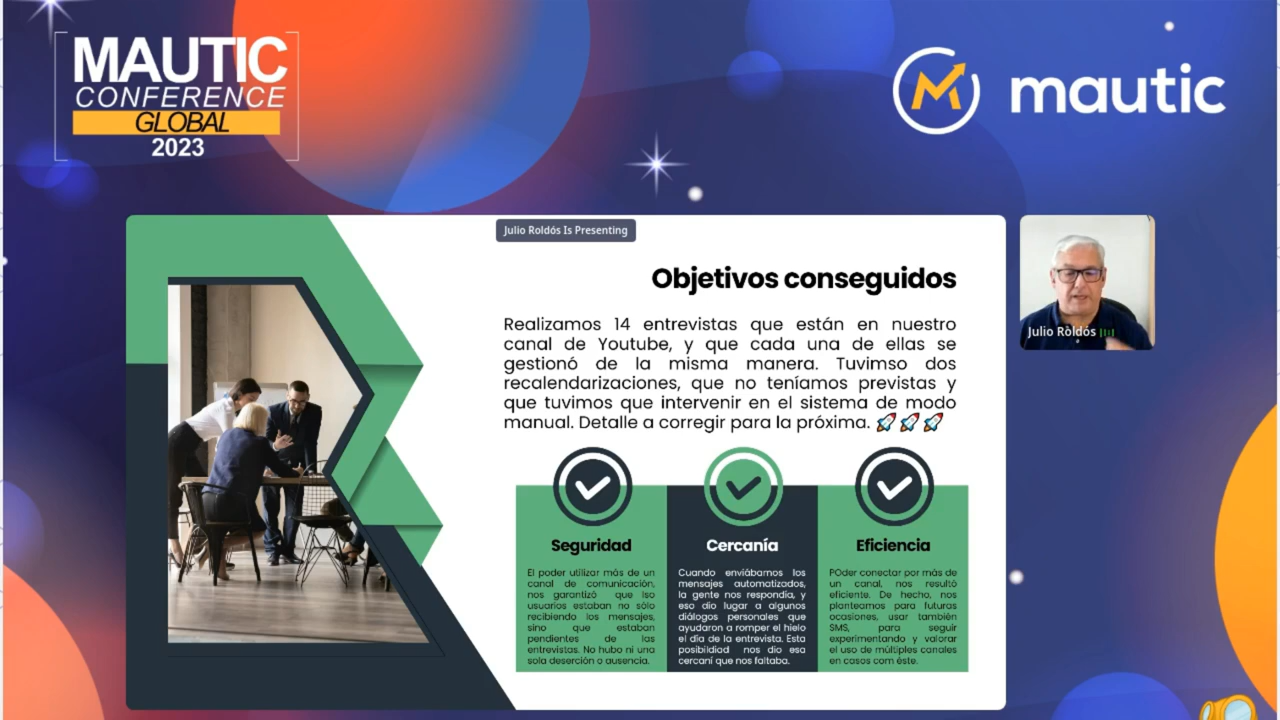 MAUTIC
CONFERENCE
GLOBAL
2023
mautic
Julio Roldós Is Presenting
Objetivos conseguidos
Realizamos 14 entrevistas que están en nuestro
canal de Youtube, y que cada una de ellas se
gestionó de la misma manera. Tuvimso dos
recalendarizaciones, que no teníamos previstas y
que tuvimos que intervenir en el sistema de modo
manual. Detalle a corregir para la próxima. 🚀🚀🚀
Seguridad
El poder utilizar más de un
canal de comunicación,
nos garantizó que lso
usuarios estaban no sólo
recibiendo los mensajes,
sino que estaban
pendientes de las
entrevistas. No hubo ni una
sola deserción o ausencia.
Cercanía
Cuando enviábamos los
mensajes automatizados,
la gente nos respondía, y
eso dio lugar a algunos
diálogos personales que
ayudaron a romper el hielo
el día de la entrevista. Esta
posibildiad nos dio esa
cercaní que nos faltaba.
Eficiencia
POder conectar por más de
un canal, nos resultó
eficiente. De hecho, nos
planteamos para futuras
ocasiones, usar también
SMS, para seguir
experimentando y valorar
el uso de múltiples canales
en casos com éste.
Julio Roldós